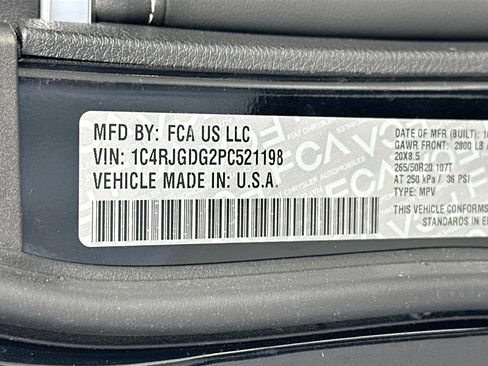 MFD BY: FCA US LLC
VIN: 1C4RJGDG2PC521198
VEHICLE MADE IN: U.S.A.
DATE OF MFR (BUILT):
GAWR FRONT: 2800 LB
20X8.5
265/50R20 107T
AT 250 kPa / 36 PSI
TYPE: MPV
THIS VEHICLE CONFORMS
STANDARDS IN